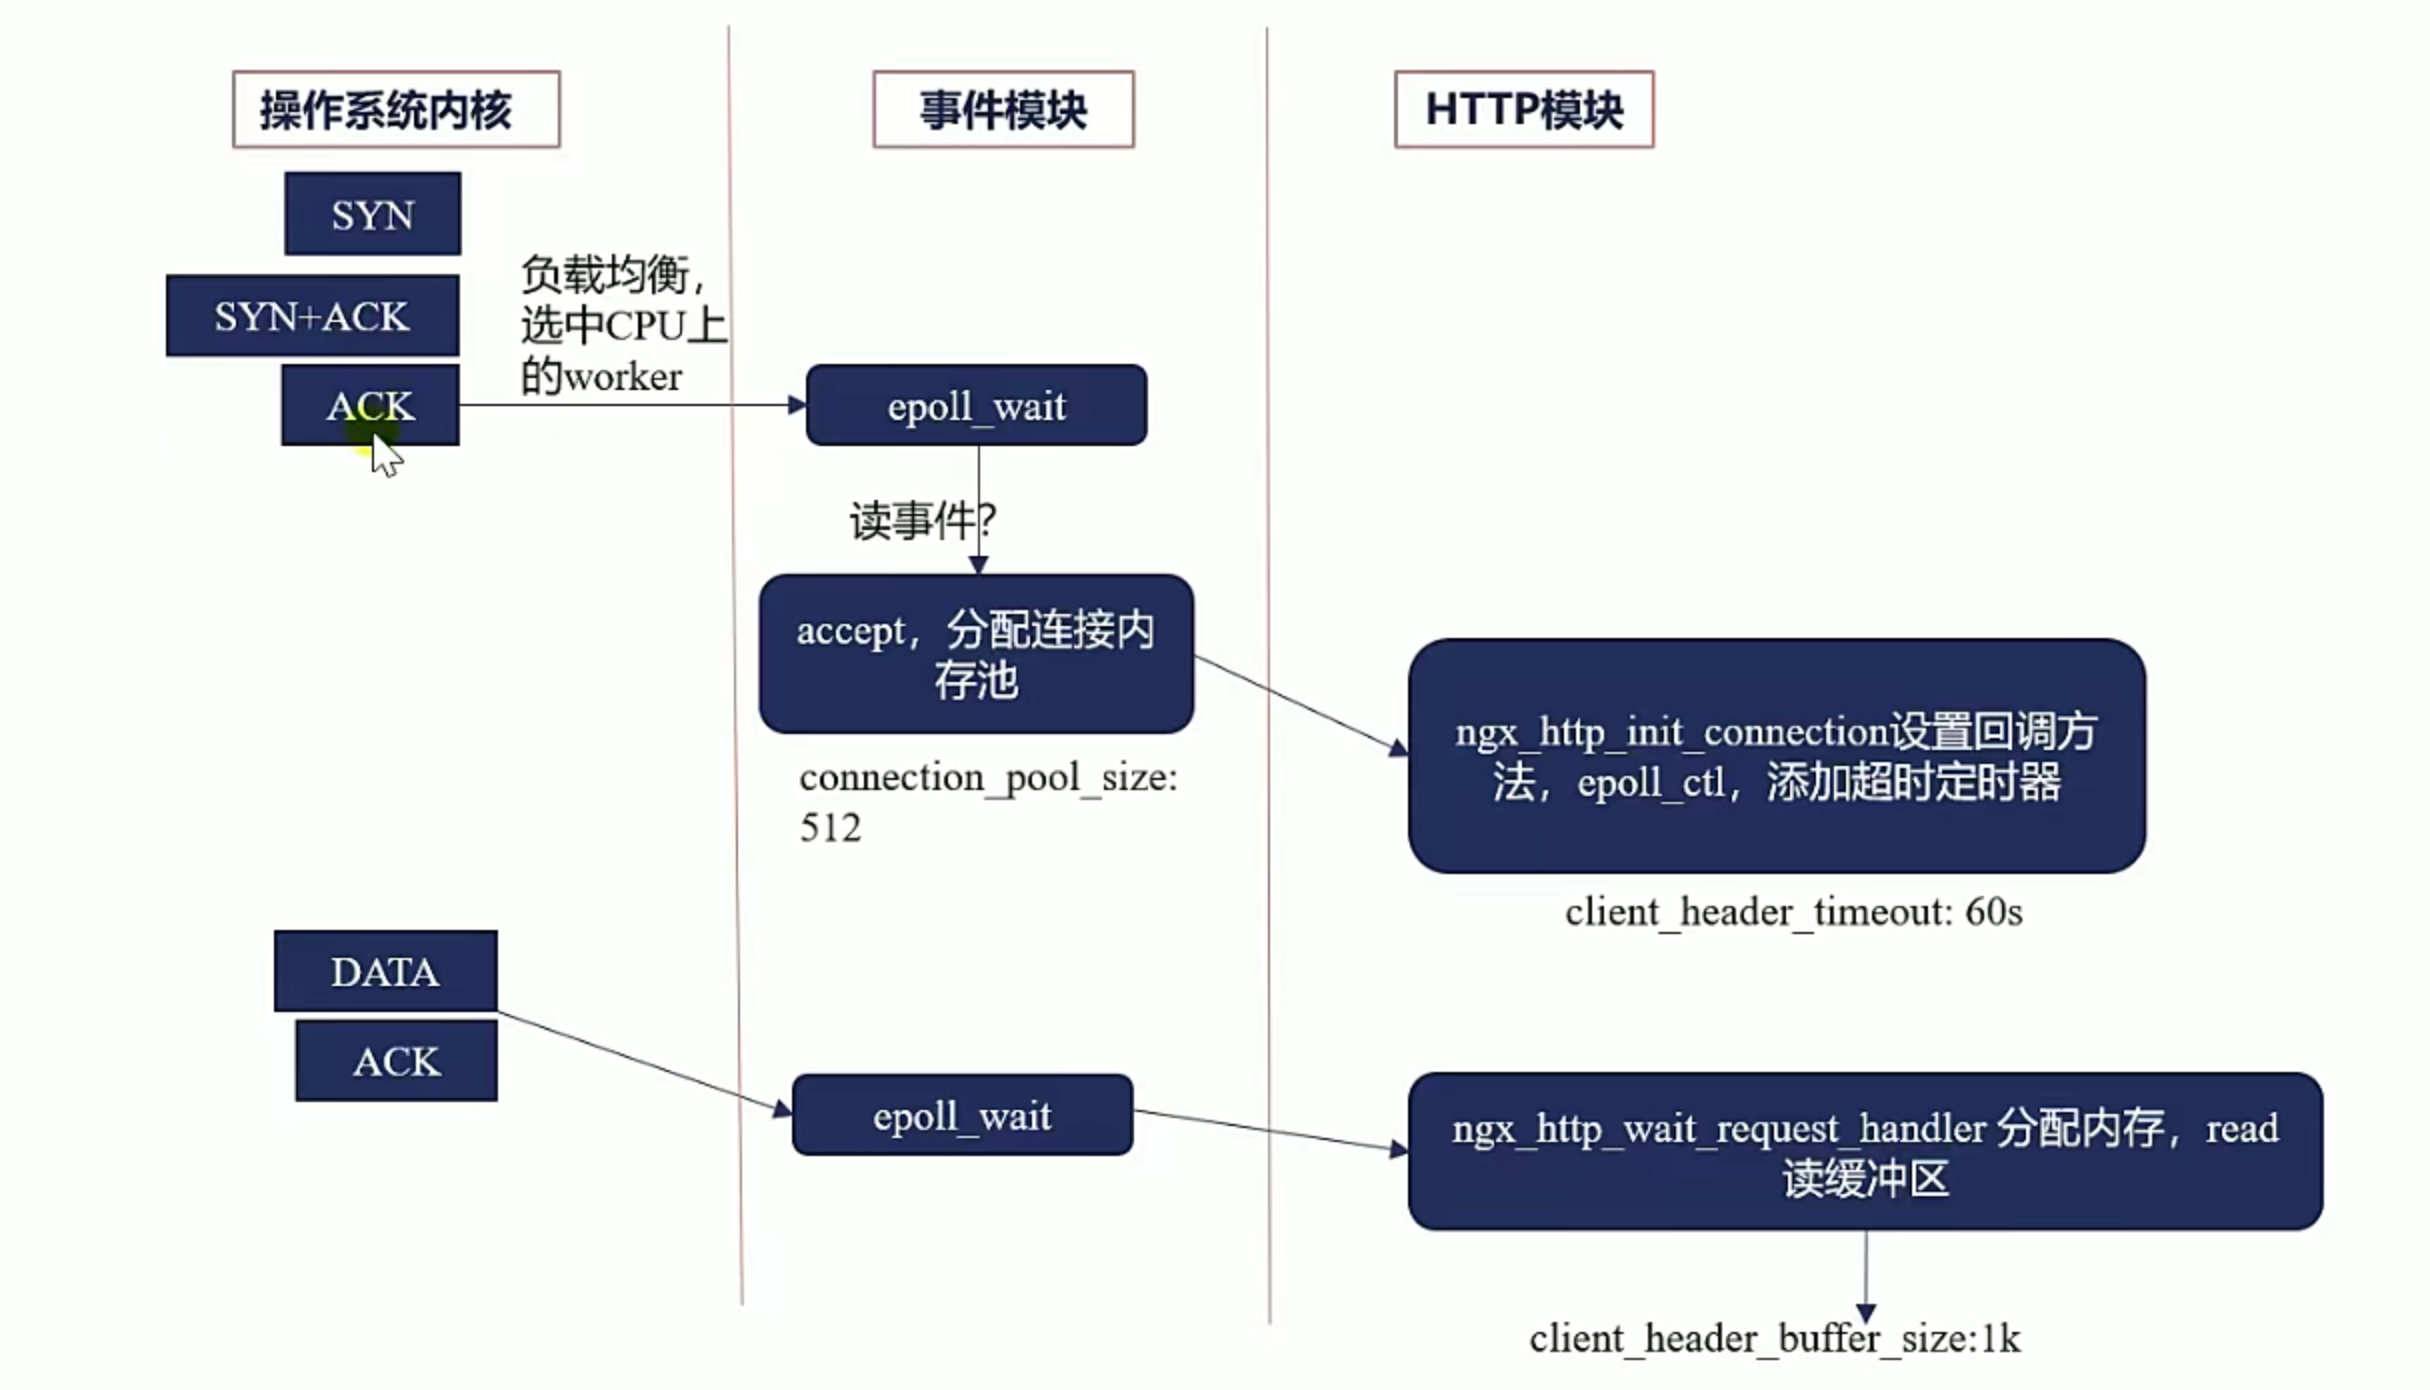 操作系统内核
事件模块
HTTP模块
SYN
SYN+ACK
ACK
负载均衡，
选中CPU上
的worker
epoll_wait
读事件？
accept，分配连接内
存池
connection_pool_size:
512
ngx_http_init_connection设置回调方
法，epoll_ctl，添加超时定时器
client_header_timeout: 60s
DATA
ACK
epoll_wait
ngx_http_wait_request_handler 分配内存，read
读缓冲区
client_header_buffer_size:1k